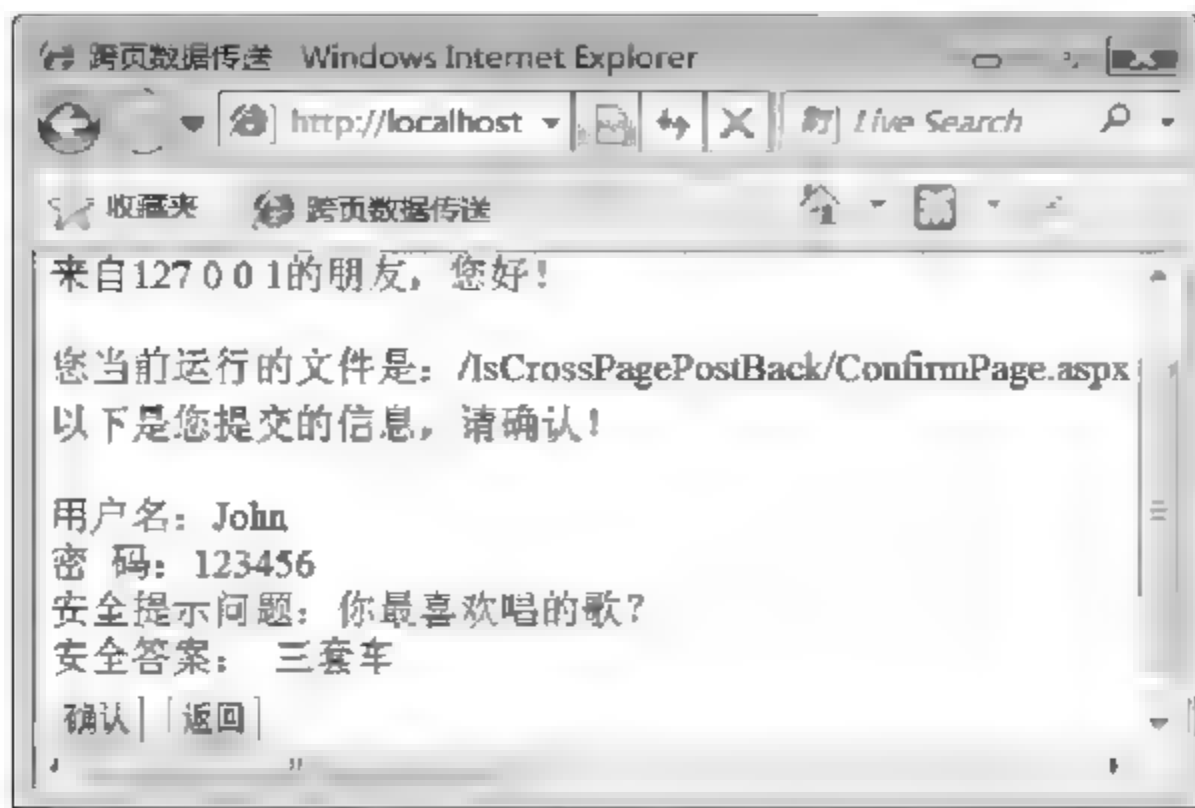 跨页数据传送 Windows Internet Explorer
http://localhost
Live Search
收藏夹 跨页数据传送
来自127 0 0 1的朋友，您好！
您当前运行的文件是：/IsCrossPagePostBack/ConfirmPage.aspx
以下是您提交的信息，请确认！
用户名：John
密 码：123456
安全提示问题：你最喜欢唱的歌？
安全答案： 三套车
确认 返回